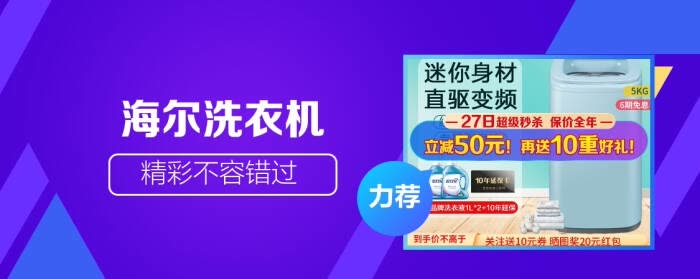 海尔洗衣机
精彩不容错过
力荐
迷你身材
直驱变频
5KG
6期免息
27日超级秒杀 保价全年
立减50元！再送10重好礼！
10年延保卡
品牌洗衣液1L*2+10年延保
到手价不高于
关注送10元券 晒图奖20元红包